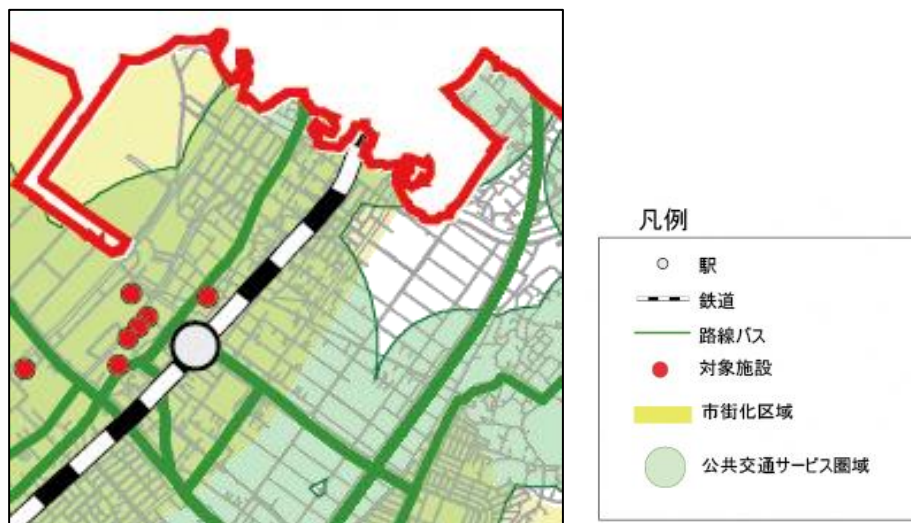 凡例
駅
鉄道
路線バス
対象施設
市街化区域
公共交通サービス圏域